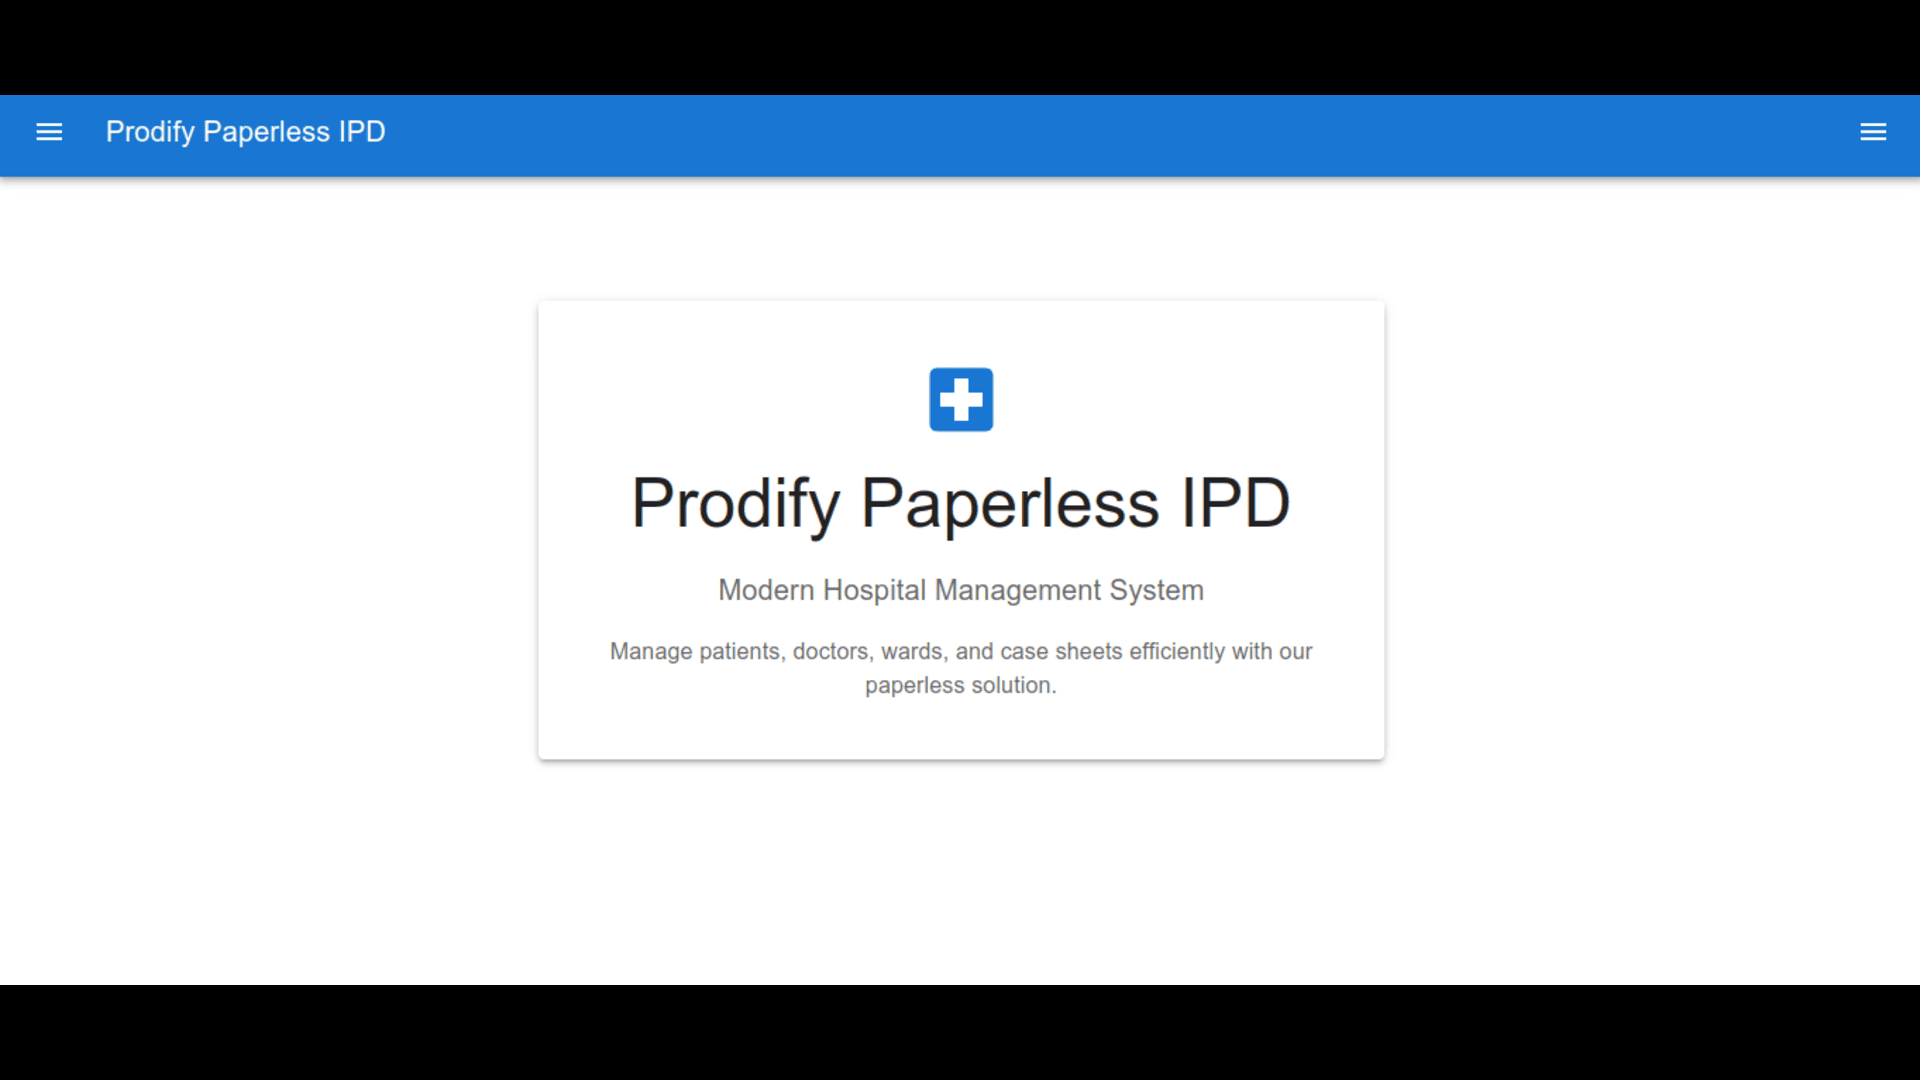 Prodify Paperless IPD
Prodify Paperless IPD
Modern Hospital Management System
Manage patients, doctors, wards, and case sheets efficiently with our
paperless solution.